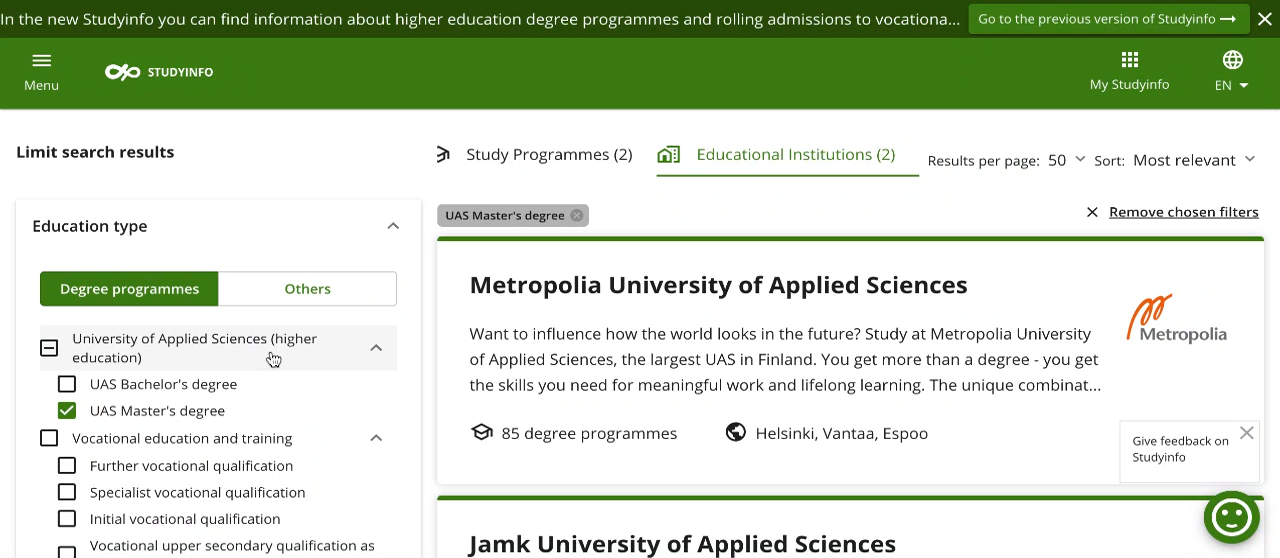 In the new Studyinfo you can find information about higher education degree programmes and rolling admissions to vocationa...
Go to the previous version of Studyinfo
Menu
STUDYINFO
My Studyinfo
EN
Limit search results
Study Programmes (2)
Educational Institutions (2)
Results per page: 50
Sort: Most relevant
Education type
UAS Master's degree
Remove chosen filters
Degree programmes
Others
University of Applied Sciences (higher
education)
UAS Bachelor's degree
UAS Master's degree
Vocational education and training
Further vocational qualification
Specialist vocational qualification
Initial vocational qualification
Vocational upper secondary qualification as
Metropolia University of Applied Sciences
Want to influence how the world looks in the future? Study at Metropolia University
of Applied Sciences, the largest UAS in Finland. You get more than a degree - you get
the skills you need for meaningful work and lifelong learning. The unique combinat...
Metropolia
85 degree programmes
Helsinki, Vantaa, Espoo
Give feedback on
Studyinfo
Jamk University of Applied Sciences